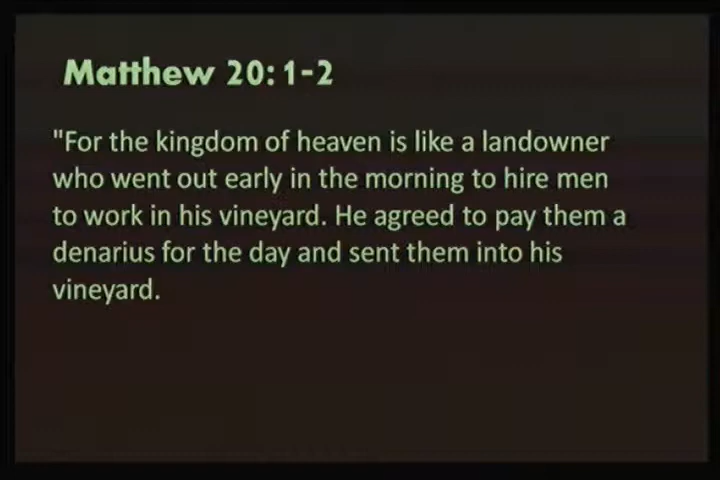 Matthew 20:1-2
"For the kingdom of heaven is like a landowner
who went out early in the morning to hire men
to work in his vineyard. He agreed to pay them a
denarius for the day and sent them into his
vineyard.